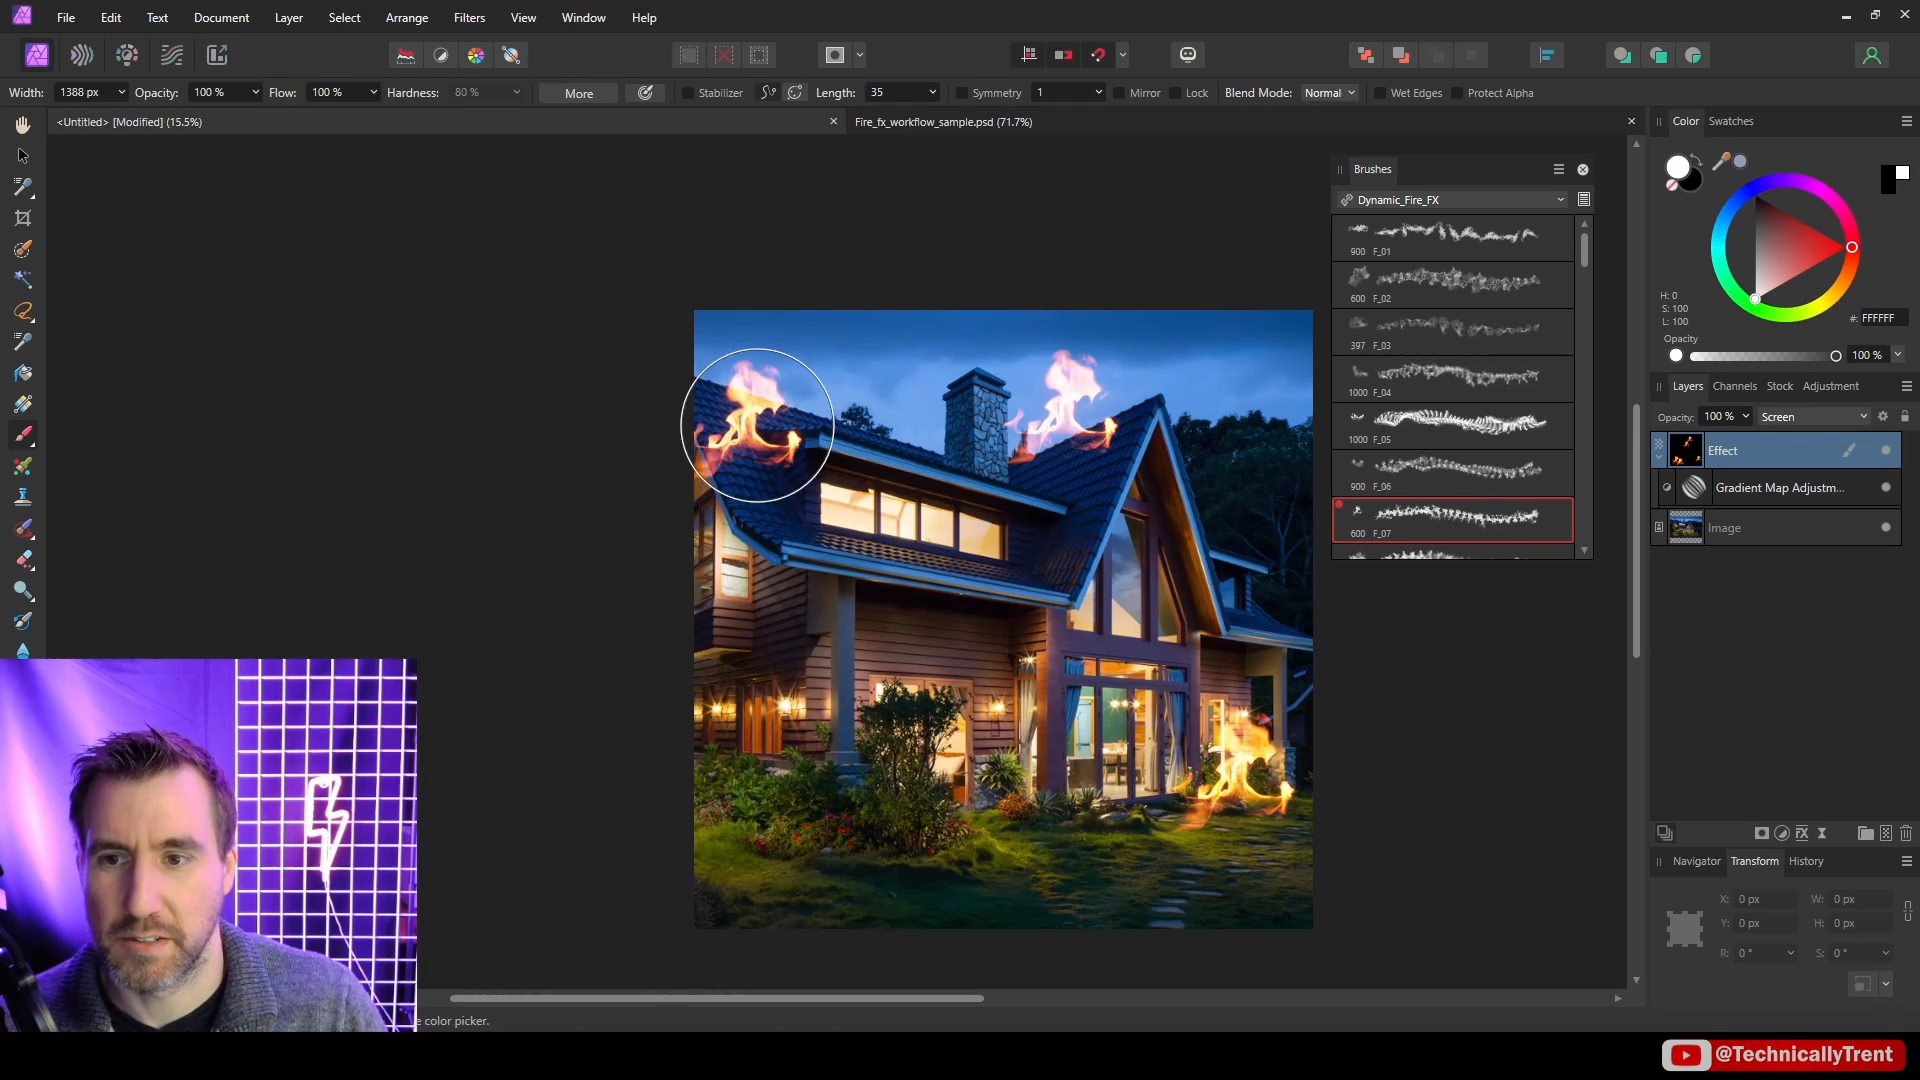 File Edit Text Document Layer Select Arrange Filters View Window Help
Width: 1388 px Opacity: 100 % Flow: 100 % Hardness: 80 % More Stabilizer Length: 35 Symmetry 1 Mirror Lock Blend Mode: Normal Wet Edges Protect Alpha
<Untitled> [Modified] (15.5%)
Fire_fx_workflow_sample.psd (71.7%)
Color Swatches
Brushes
Dynamic_Fire_FX
900 F_01
600 F_02
397 F_03
1000 F_04
1000 F_05
900 F_06
600 F_07
H: 0
S: 100
L: 100
#: FFFFFF
Opacity
100 %
Layers Channels Stock Adjustment
Opacity: 100 % Screen
Effect
Gradient Map Adjustm...
Image
Navigator Transform History
X: 0 px W: 0 px
Y: 0 px H: 0 px
R: 0 ° S: 0 °
e color picker.
@TechnicallyTrent